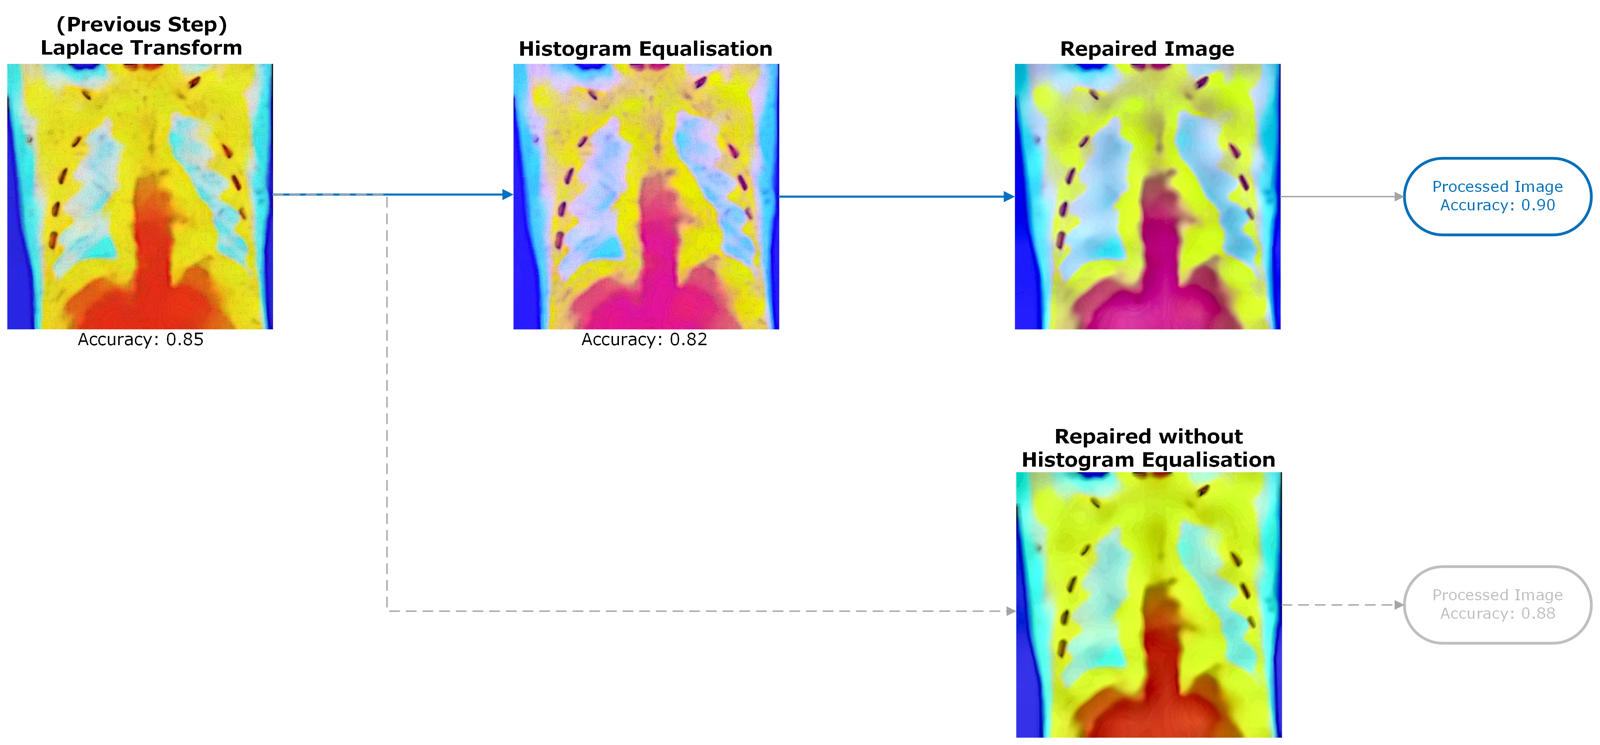 (Previous Step)
Laplace Transform
Histogram Equalisation
Repaired Image
Processed Image
Accuracy: 0.90
Accuracy: 0.85
Accuracy: 0.82
Repaired without
Histogram Equalisation
Processed Image
Accuracy: 0.88